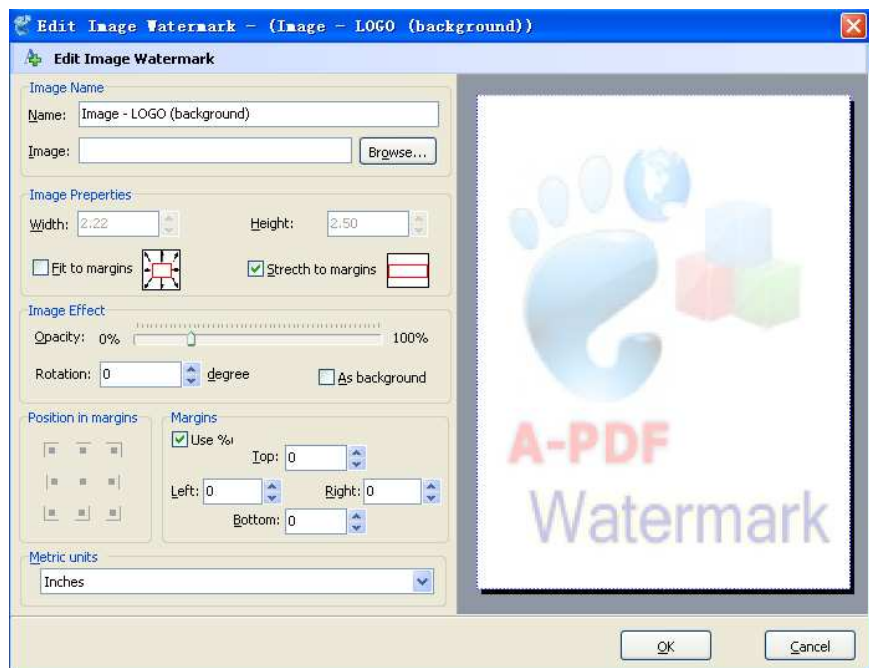 Edit Image Watermark - (Image - LOGO (background))
Edit Image Watermark
Image Name
Name: Image - LOGO (background)
Image: Browse...
Image Preperties
Width: 2.22 Height: 2.50
Fit to margins Strecth to margins
Image Effect
Opacity: 0% 100%
Rotation: 0 degree As background
Position in margins Margins
Use %
Top: 0
Left: 0 Right: 0
Bottom: 0
Metric units
Inches
A-PDF
Watermark
OK Cancel